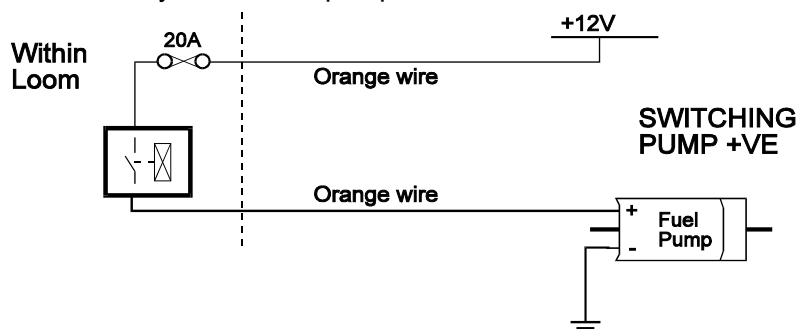 20A
+12V
Within
Loom
Orange wire
SWITCHING
PUMP +VE
Orange wire
+
Fuel
Pump
-